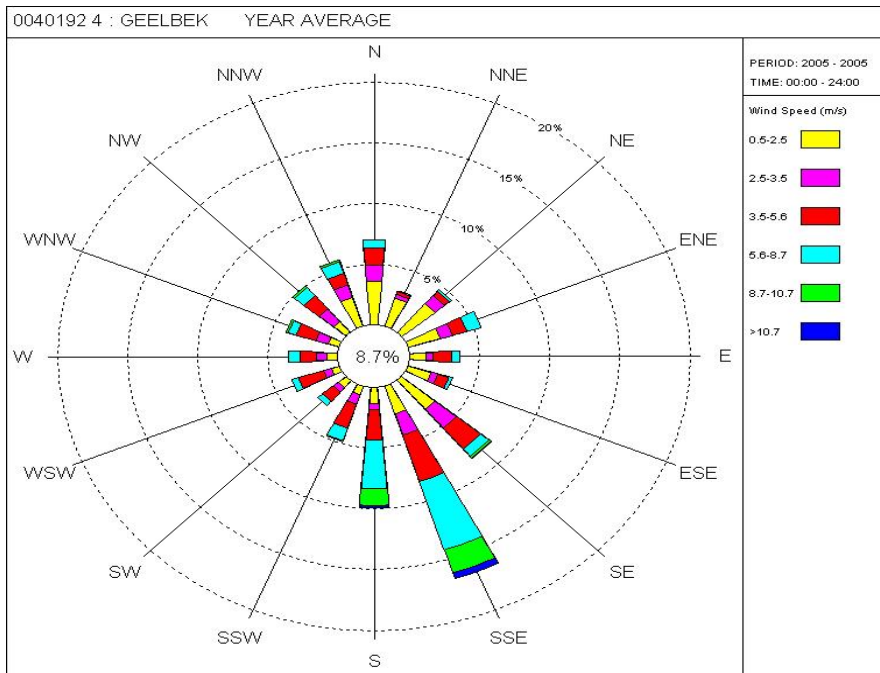 0040192 4 : GEELBEK YEAR AVERAGE
PERIOD: 2005 - 2005
TIME: 00:00 - 24:00
Wind Speed (m/s)
0.5-2.5
2.5-3.5
3.5-5.6
5.6-8.7
8.7-10.7
>10.7
N
NNW
NNE
20%
NW
NE
15%
10%
WNW
ENE
5%
W
8.7%
E
WSW
ESE
SW
SE
SSW
SSE
S